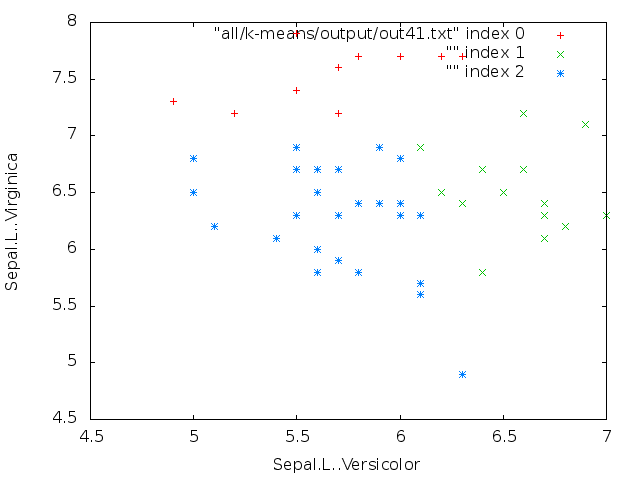 8
7.5
7
6.5
6
5.5
5
4.5
4.5 5 5.5 6 6.5 7
Sepal.L..Virginica
Sepal.L..Versicolor
"all/k-means/output/out41.txt" index 0
"" index 1
"" index 2